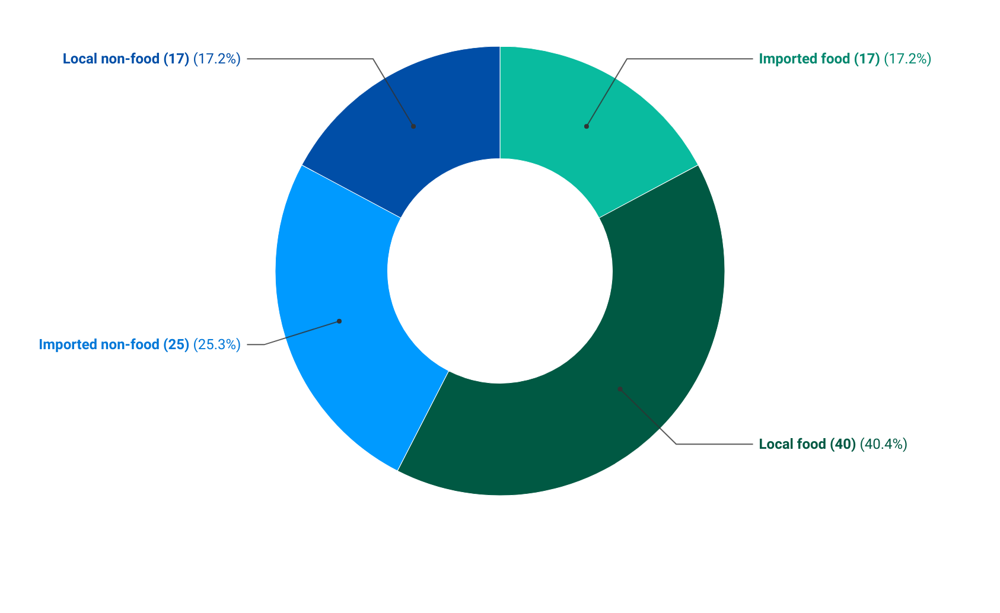 Local non-food (17) (17.2%)
Imported food (17) (17.2%)
Imported non-food (25) (25.3%)
Local food (40) (40.4%)